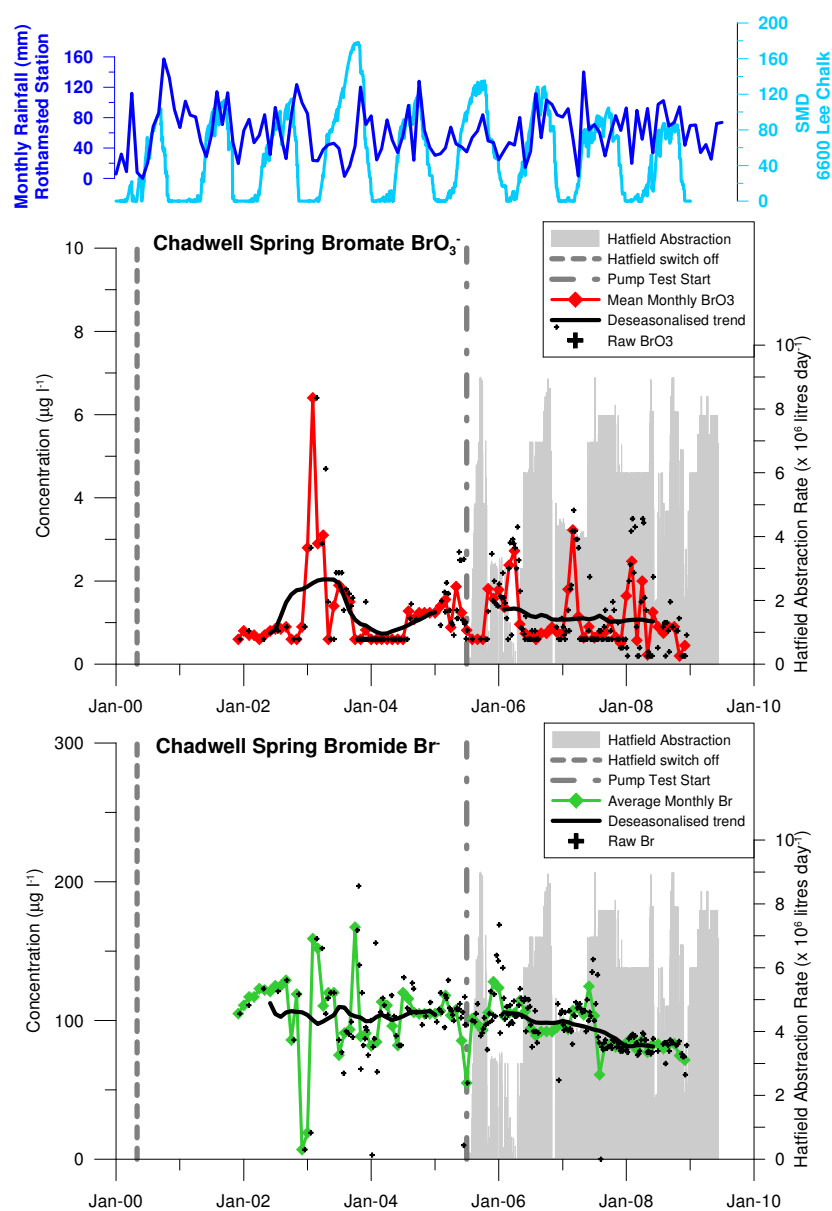 Monthly Rainfall (mm)
Rothamsted Station
160
120
80
40
0
200
160
120
80
40
0
SMD
6600 Lee Chalk
Chadwell Spring Bromate BrO3-
Hatfield Abstraction
Hatfield switch off
Pump Test Start
Mean Monthly BrO3
Deseasonalised trend
Raw BrO3
Concentration (µg l-1)
10
8
6
4
2
0
Hatfield Abstraction Rate (x 10⁶ litres day-1)
10
8
6
4
2
0
Jan-00 Jan-02 Jan-04 Jan-06 Jan-08 Jan-10
Chadwell Spring Bromide Br-
Hatfield Abstraction
Hatfield switch off
Pump Test Start
Average Monthly Br
Deseasonalised trend
Raw Br
Concentration (µg l-1)
300
200
100
0
Hatfield Abstraction Rate (x 10⁶ litres day-1)
10
8
6
4
2
0
Jan-00 Jan-02 Jan-04 Jan-06 Jan-08 Jan-10